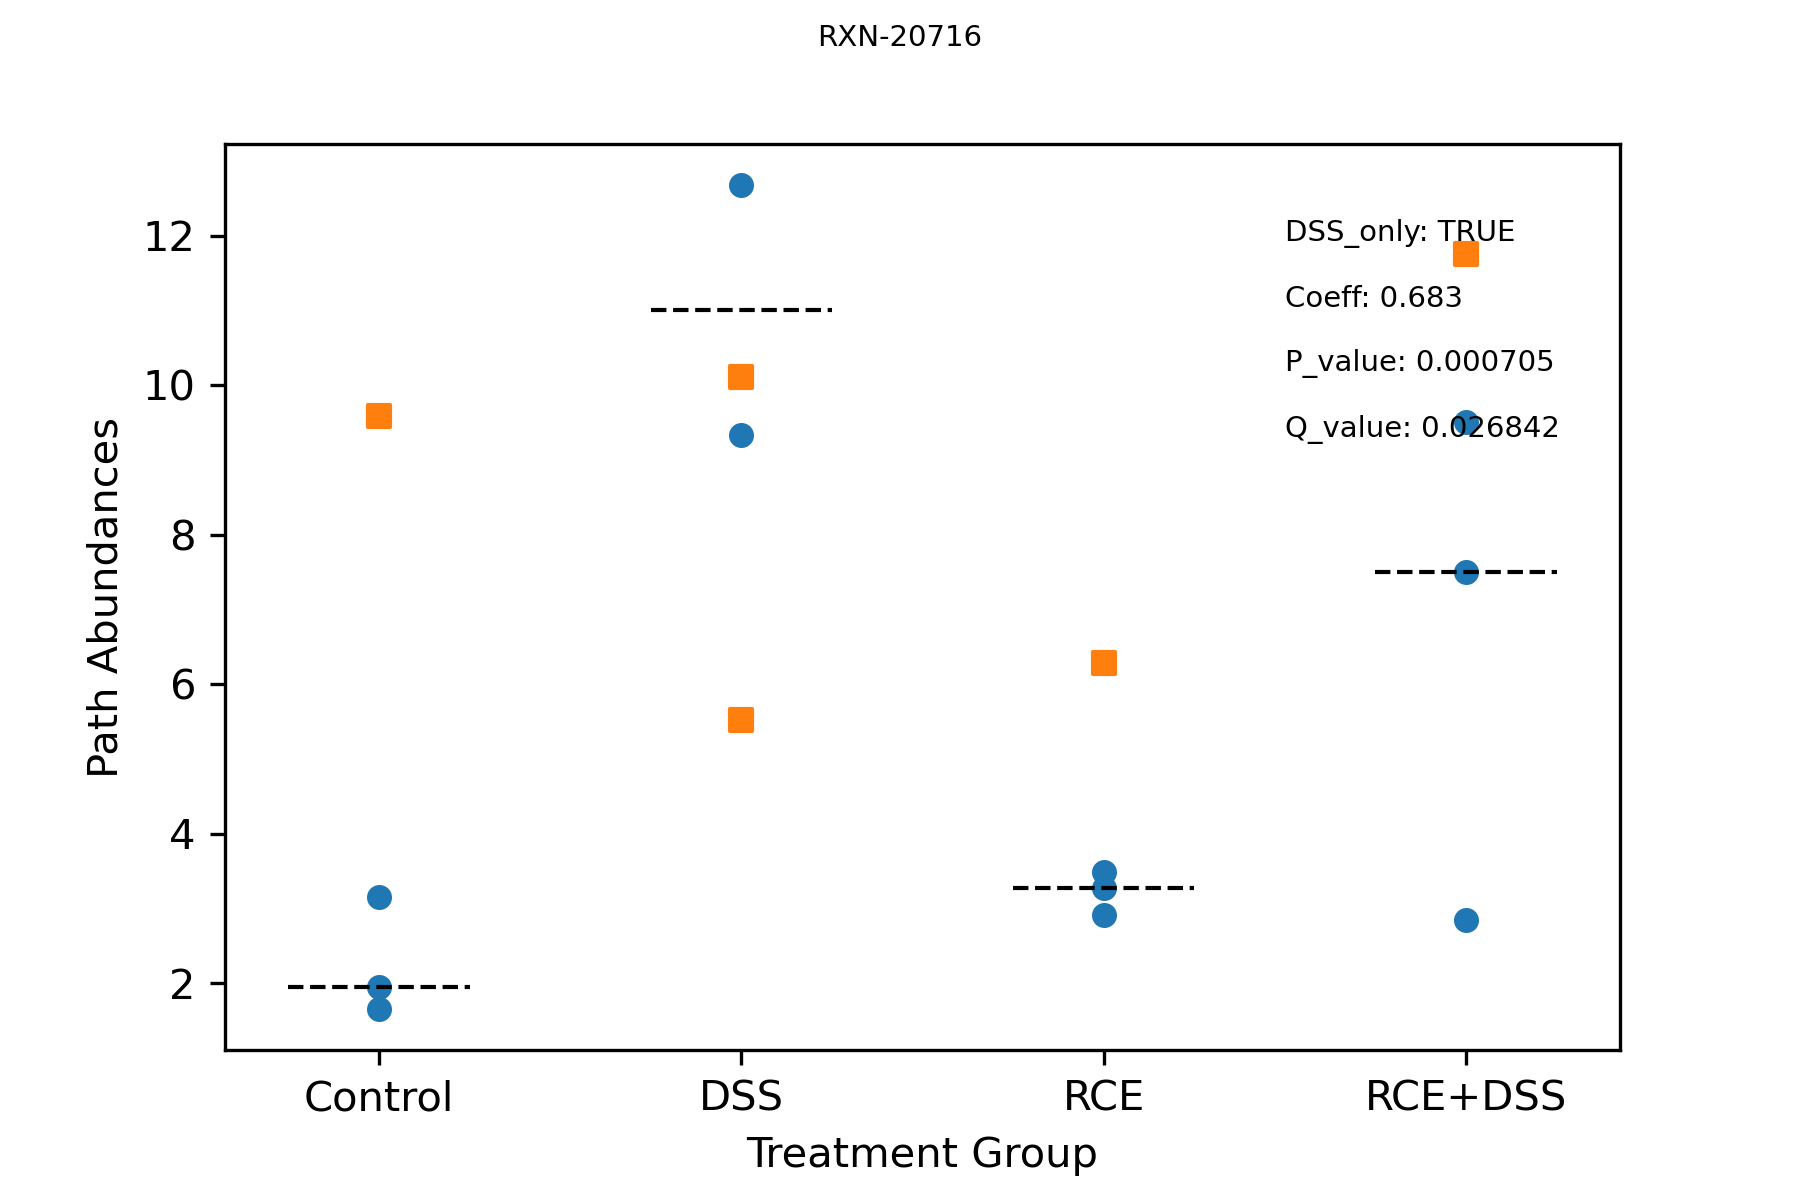 RXN-20716
DSS_only: TRUE
Coeff: 0.683
P_value: 0.000705
Q_value: 0.026842
Path Abundances
12
10
8
6
4
2
Control DSS RCE RCE+DSS
Treatment Group